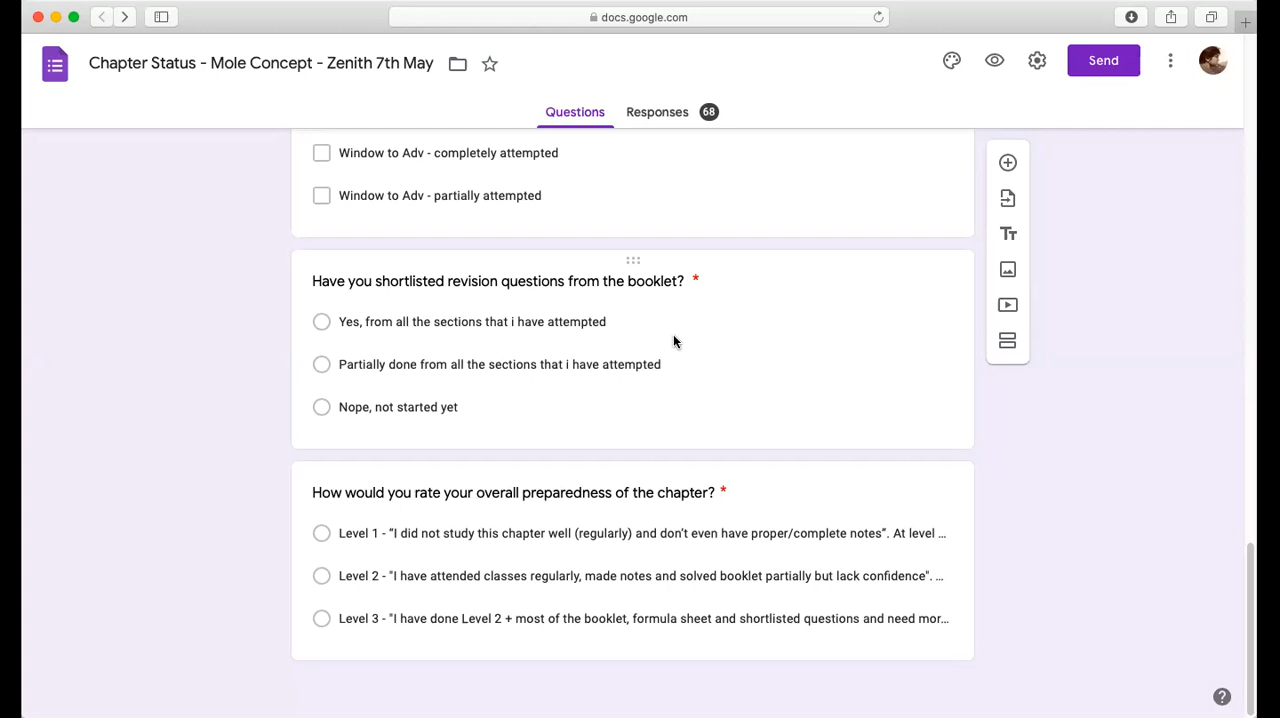 docs.google.com
Chapter Status - Mole Concept - Zenith 7th May
Send
Questions
Responses 68
Window to Adv - completely attempted
Window to Adv - partially attempted
Have you shortlisted revision questions from the booklet? *
Yes, from all the sections that i have attempted
Partially done from all the sections that i have attempted
Nope, not started yet
How would you rate your overall preparedness of the chapter? *
Level 1 - “I did not study this chapter well (regularly) and don’t even have proper/complete notes”. At level ...
Level 2 - "I have attended classes regularly, made notes and solved booklet partially but lack confidence". ...
Level 3 - "I have done Level 2 + most of the booklet, formula sheet and shortlisted questions and need mor...